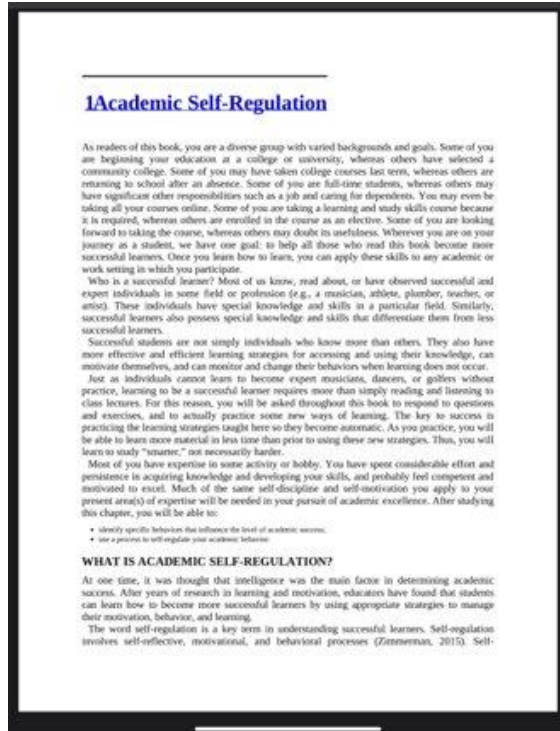 1Academic Self-Regulation
As readers of this book, you are a diverse group with varied backgrounds and goals. Some of you
are beginning your education at a college or university, whereas others have selected a
community college. Some of you may have taken college courses last term, whereas others are
returning to school after an absence. Some of you are full-time students, whereas others may
have significant other responsibilities such as a job and caring for dependents. You may even be
taking all your courses online. Some of you are taking a learning and study skills course because
it is required, whereas others are enrolled in the course as an elective. Some of you are looking
forward to taking the course, whereas others may doubt its usefulness. Wherever you are on your
journey as a student, we have one goal: to help all those who read this book become more
successful learners. Once you learn how to learn, you can apply these skills to any academic or
work setting in which you participate.
Who is a successful learner? Most of us know, read about, or have observed successful and
expert individuals in some field or profession (e.g., a musician, athlete, plumber, teacher, or
artist). These individuals have special knowledge and skills in a particular field. Similarly,
successful learners also possess special knowledge and skills that differentiate them from less
successful learners.
Successful students are not simply individuals who know more than others. They also have
more effective and efficient learning strategies for accessing and using their knowledge, can
motivate themselves, and can monitor and change their behaviors when learning does not occur.
Just as individuals cannot learn to become expert musicians, dancers, or golfers without
practice, learning to be a successful learner requires more than simply reading and listening to
class lectures. For this reason, you will be asked throughout this book to respond to questions
and exercises, and to actually practice some new ways of learning. The key to success is
practicing the learning strategies taught here so they become automatic. As you practice, you will
be able to learn more material in less time than prior to using these new strategies. Thus, you will
learn to study “smarter,” not necessarily harder.
Most of you have expertise in some activity or hobby. You have spent considerable effort and
persistence in acquiring knowledge and developing your skills, and probably feel competent and
motivated to excel. Much of the same self-discipline and self-motivation you apply to your
present area(s) of expertise will be needed in your pursuit of academic excellence. After studying
this chapter, you will be able to:
• identify specific behaviors that influence the level of academic success;
• use a process to self-regulate your academic behavior.
WHAT IS ACADEMIC SELF-REGULATION?
At one time, it was thought that intelligence was the main factor in determining academic
success. After years of research in learning and motivation, educators have found that students
can learn how to become more successful learners by using appropriate strategies to manage
their motivation, behavior, and learning.
The word self-regulation is a key term in understanding successful learners. Self-regulation
involves self-reflective, motivational, and behavioral processes (Zimmerman, 2015). Self-